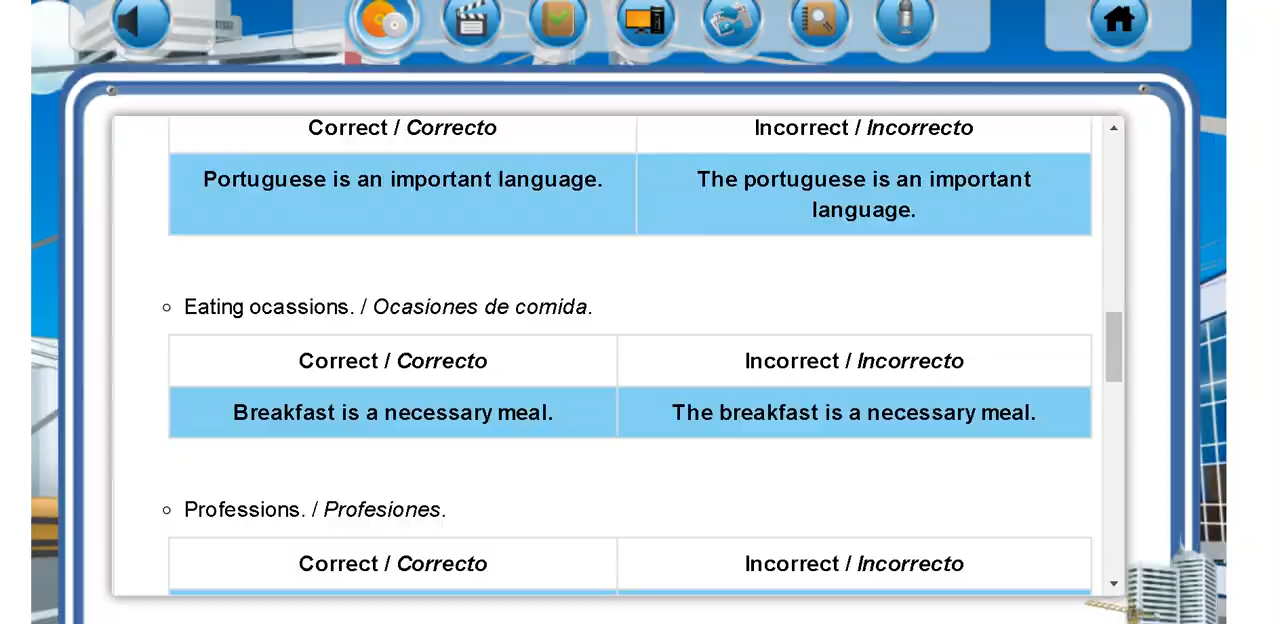 Correct / Correcto
Incorrect / Incorrecto
Portuguese is an important language.
The portuguese is an important
language.
Eating ocassions. / Ocasiones de comida.
Correct / Correcto
Incorrect / Incorrecto
Breakfast is a necessary meal.
The breakfast is a necessary meal.
Professions. / Profesiones.
Correct / Correcto
Incorrect / Incorrecto